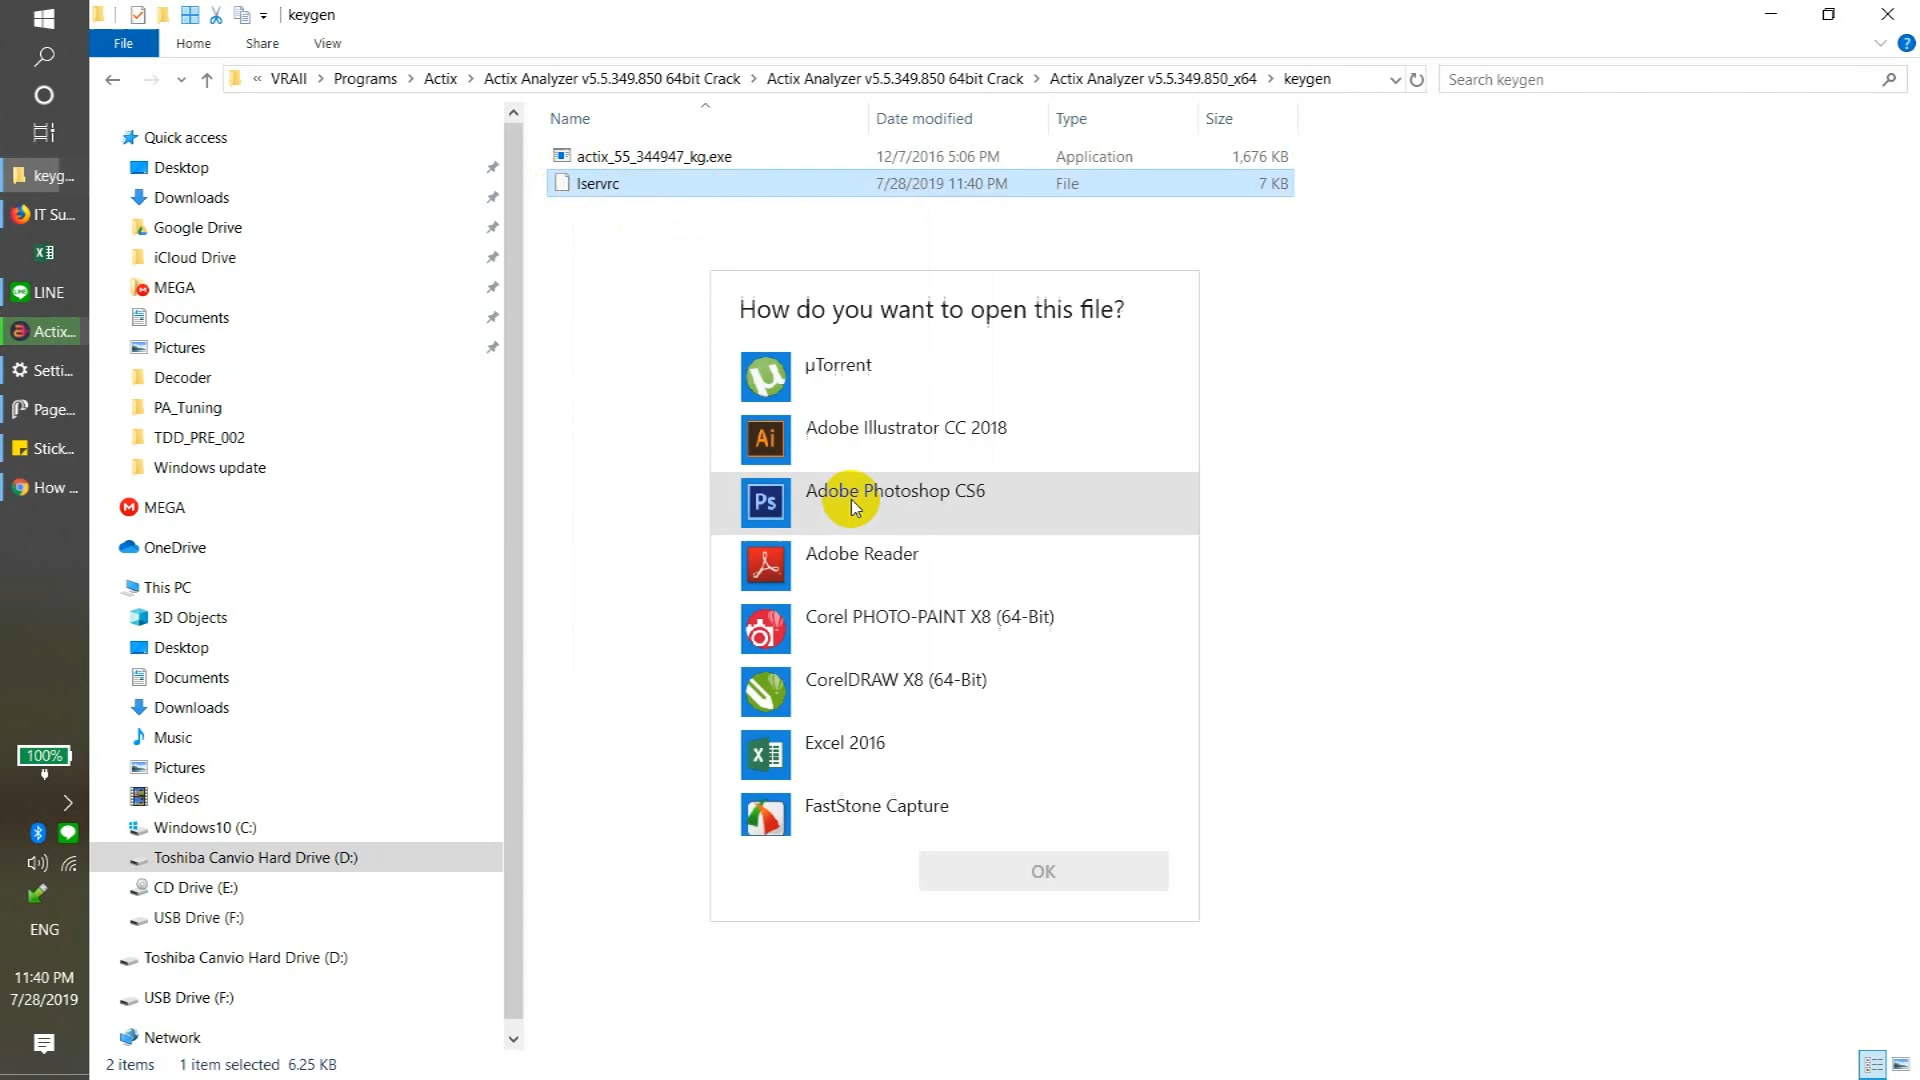 keygen
File Home Share View
« VRAII > Programs > Actix > Actix Analyzer v5.5.349.850 64bit Crack > Actix Analyzer v5.5.349.850 64bit Crack > Actix Analyzer v5.5.349.850_x64 > keygen
Search keygen
Name Date modified Type Size
actix_55_344947_kg.exe 12/7/2016 5:06 PM Application 1,676 KB
lservrc 7/28/2019 11:40 PM File 7 KB
keyg...
IT Su...
LINE
Actix...
Setti...
Page...
Stick...
How ...
100%
ENG
11:40 PM
7/28/2019
Quick access
Desktop
Downloads
Google Drive
iCloud Drive
MEGA
Documents
Pictures
Decoder
PA_Tuning
TDD_PRE_002
Windows update
MEGA
OneDrive
This PC
3D Objects
Desktop
Documents
Downloads
Music
Pictures
Videos
Windows10 (C:)
Toshiba Canvio Hard Drive (D:)
CD Drive (E:)
USB Drive (F:)
Toshiba Canvio Hard Drive (D:)
USB Drive (F:)
Network
How do you want to open this file?
µTorrent
Adobe Illustrator CC 2018
Adobe Photoshop CS6
Adobe Reader
Corel PHOTO-PAINT X8 (64-Bit)
CorelDRAW X8 (64-Bit)
Excel 2016
FastStone Capture
OK
2 items 1 item selected 6.25 KB